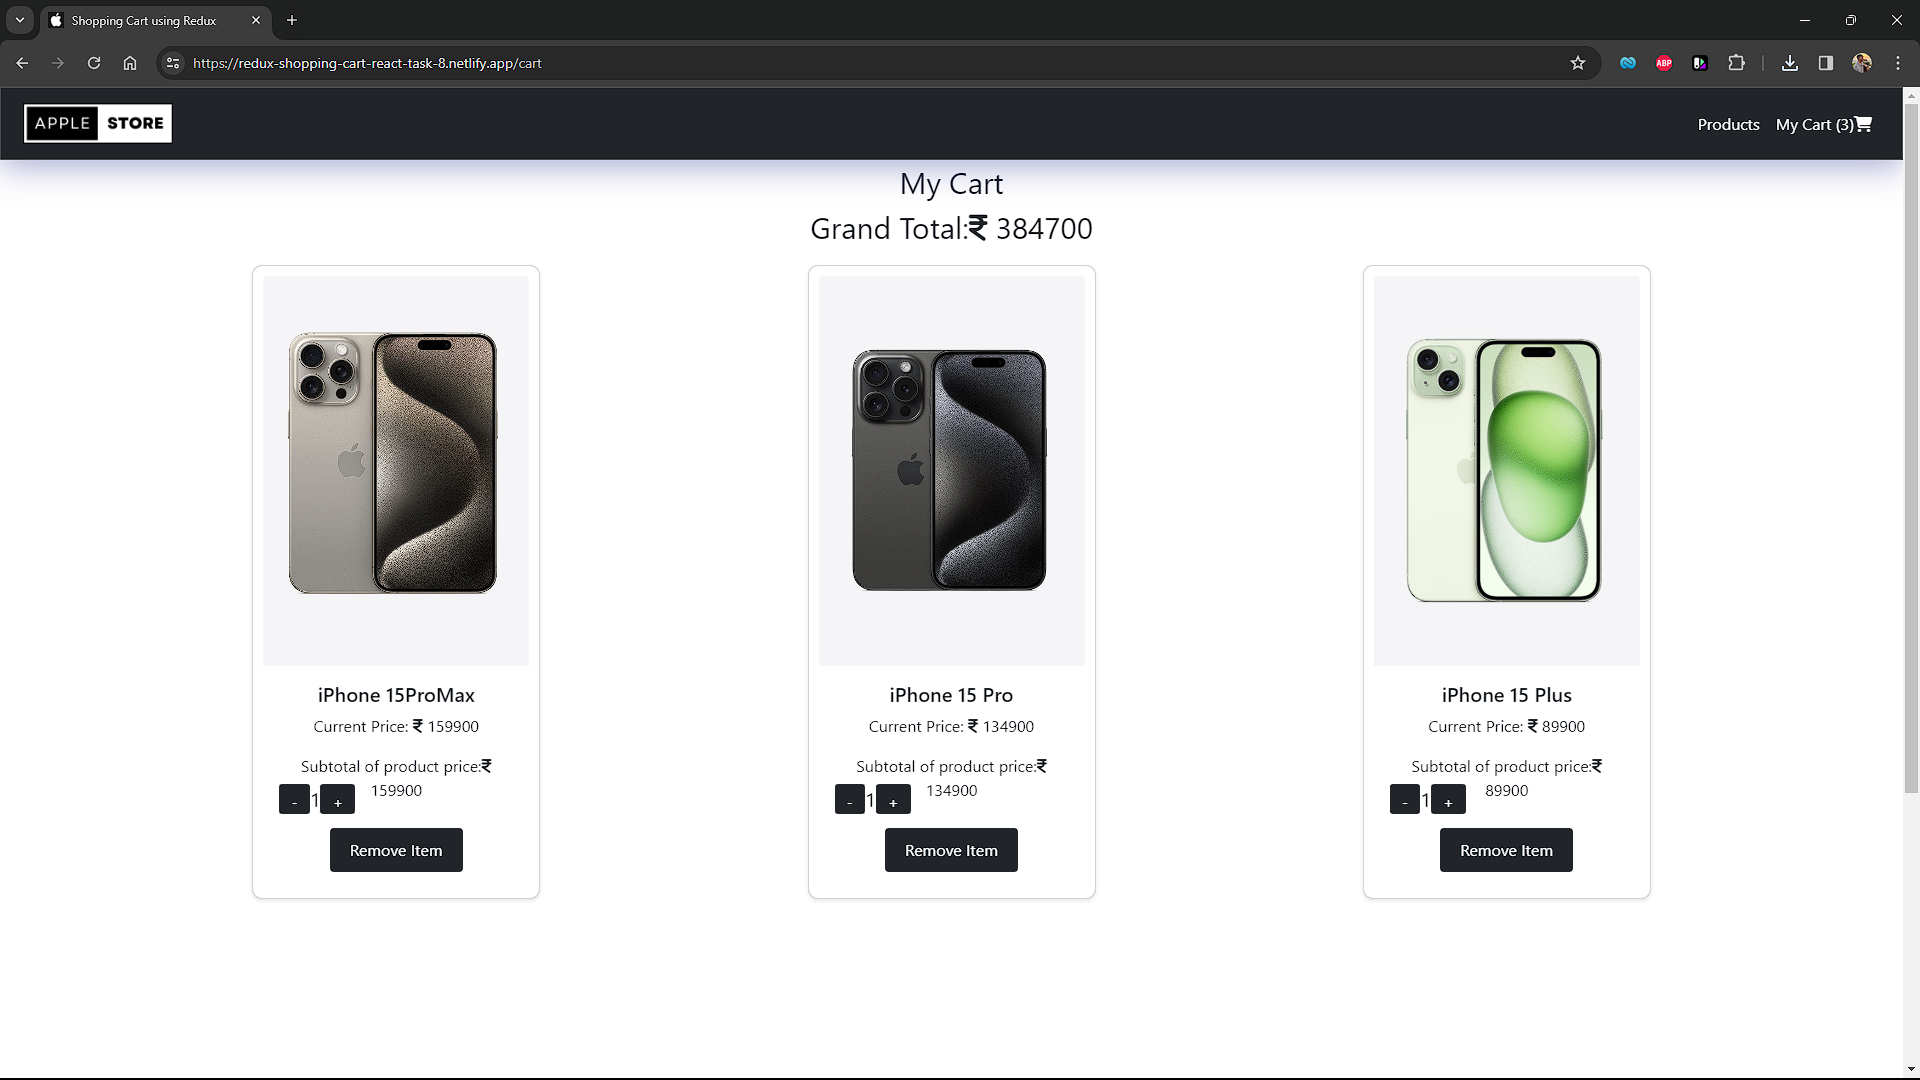 Shopping Cart using Redux
https://redux-shopping-cart-react-task-8.netlify.app/cart
ABP
APPLE STORE
Products My Cart (3)
My Cart
Grand Total:₹ 384700
iPhone 15ProMax
Current Price: ₹ 159900
Subtotal of product price:₹
159900
- 1 +
Remove Item
iPhone 15 Pro
Current Price: ₹ 134900
Subtotal of product price:₹
134900
- 1 +
Remove Item
iPhone 15 Plus
Current Price: ₹ 89900
Subtotal of product price:₹
89900
- 1 +
Remove Item